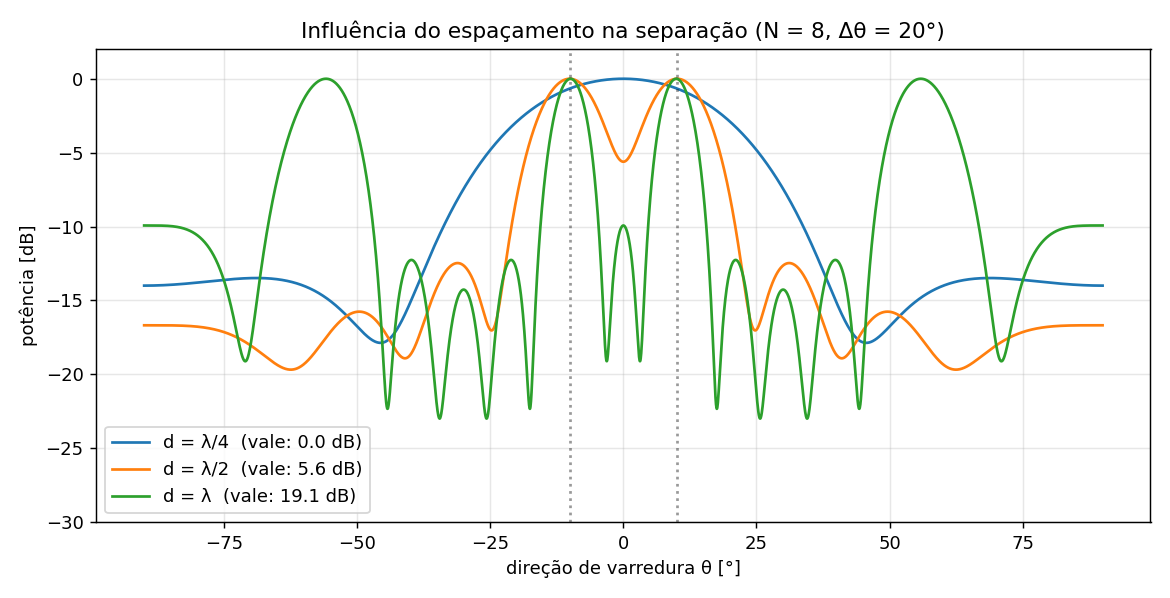 Influência do espaçamento na separação (N = 8, Δθ = 20°)
potência [dB]
0
−5
−10
−15
−20
−25
−30
d = λ/4  (vale: 0.0 dB)
d = λ/2  (vale: 5.6 dB)
d = λ  (vale: 19.1 dB)
−75
−50
−25
0
25
50
75
direção de varredura θ [°]